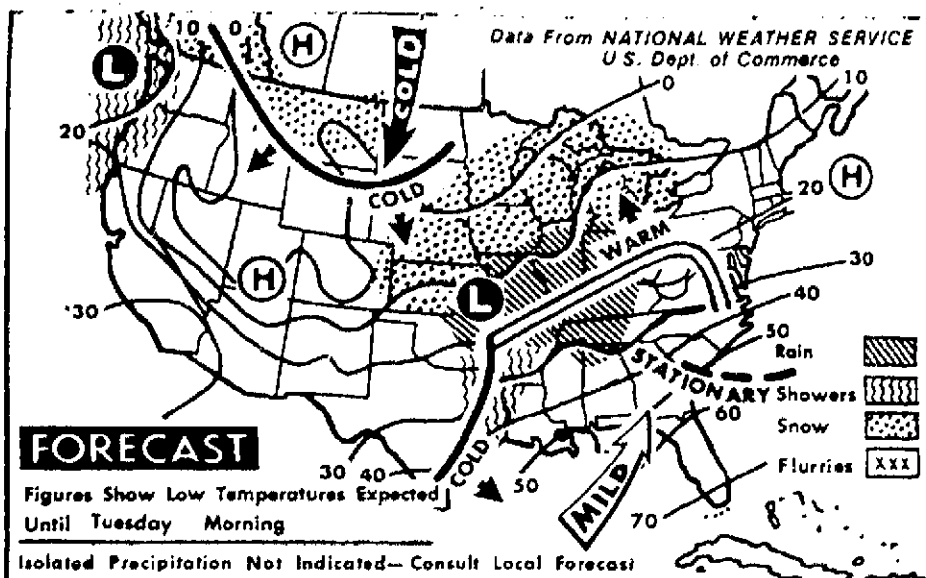 10 0
H
COLD
Data From NATIONAL WEATHER SERVICE
U.S. Dept. of Commerce
L
0
10
20
COLD
20
H
WARM
H
L
30
30
40
50
STATIONARY
Rain
Showers
Snow
Flurries XXX
60
FORECAST
30 40
COLD
50
MILD
70
Figures Show Low Temperatures Expected
Until Tuesday Morning
Isolated Precipitation Not Indicated— Consult Local Forecast